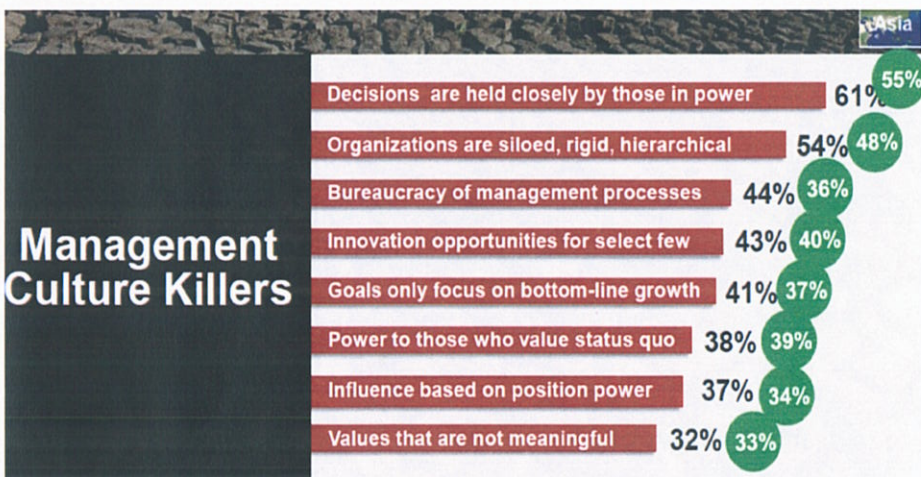 Asia
55%
Decisions are held closely by those in power 61%
Organizations are siloed, rigid, hierarchical 54% 48%
Bureaucracy of management processes 44% 36%
Management
Culture Killers
Innovation opportunities for select few 43% 40%
Goals only focus on bottom-line growth 41% 37%
Power to those who value status quo 38% 39%
Influence based on position power 37% 34%
Values that are not meaningful 32% 33%